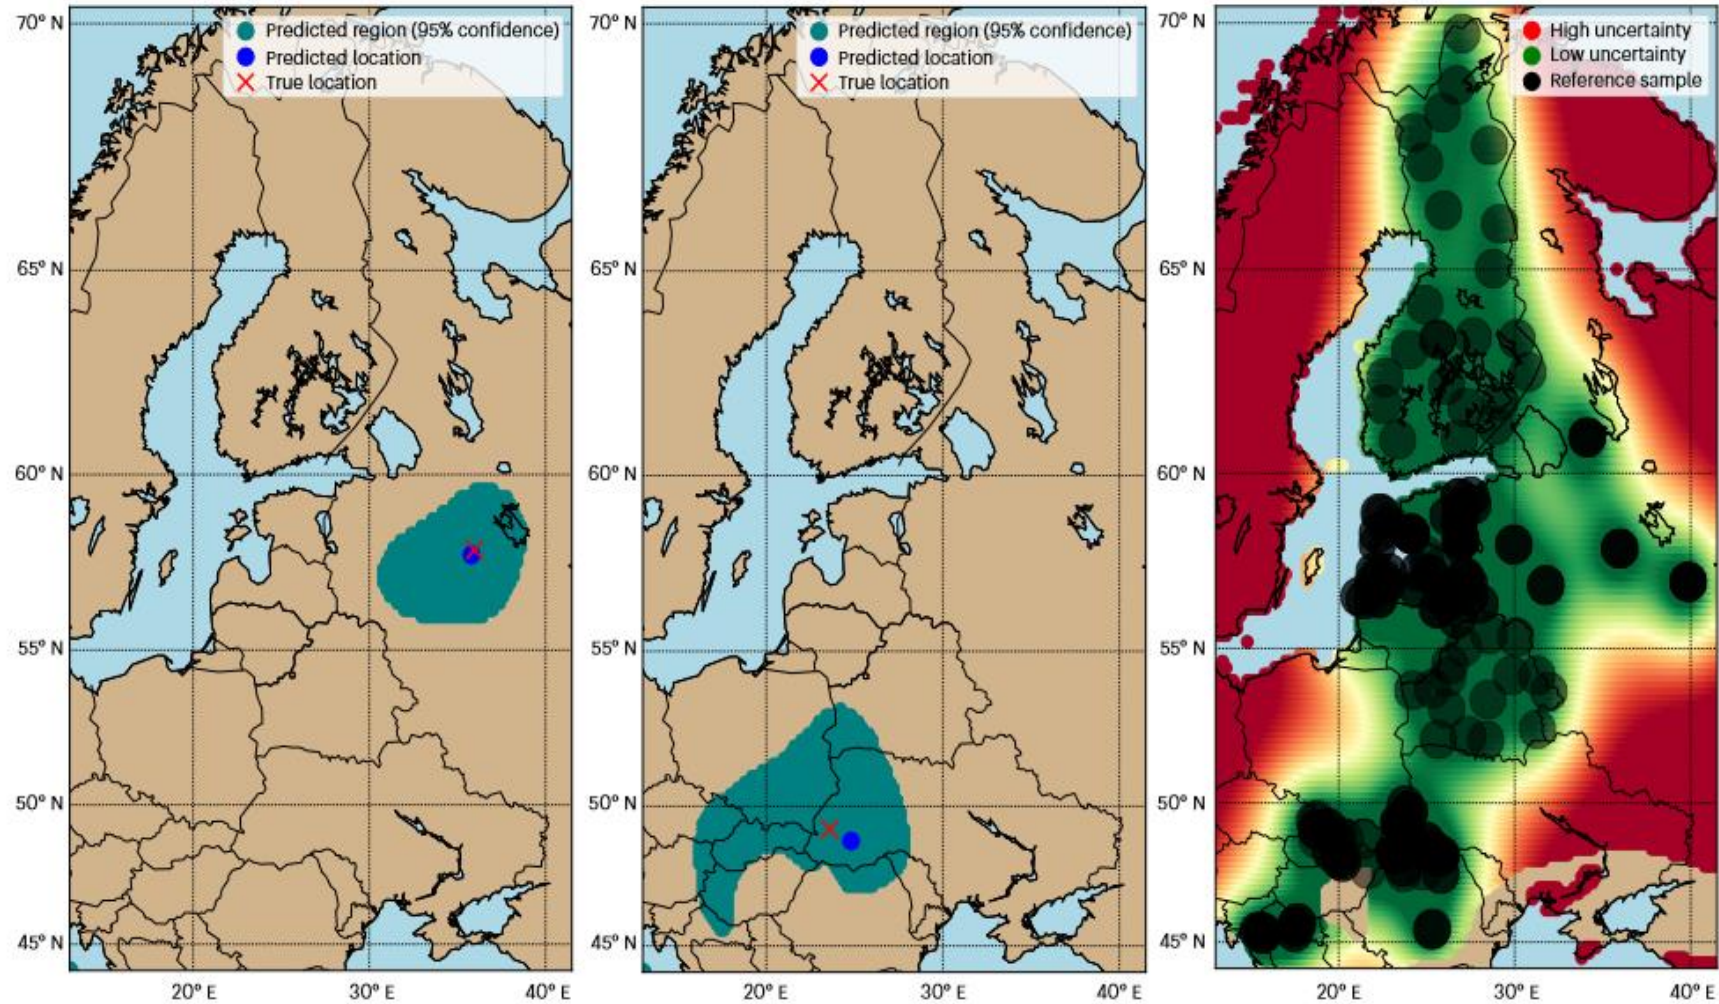 70° N
65° N
60° N
55° N
50° N
45° N
20° E
30° E
40° E
Predicted region (95% confidence)
Predicted location
True location
70° N
65° N
60° N
55° N
50° N
45° N
20° E
30° E
40° E
Predicted region (95% confidence)
Predicted location
True location
70° N
65° N
60° N
55° N
50° N
45° N
20° E
30° E
40° E
High uncertainty
Low uncertainty
Reference sample